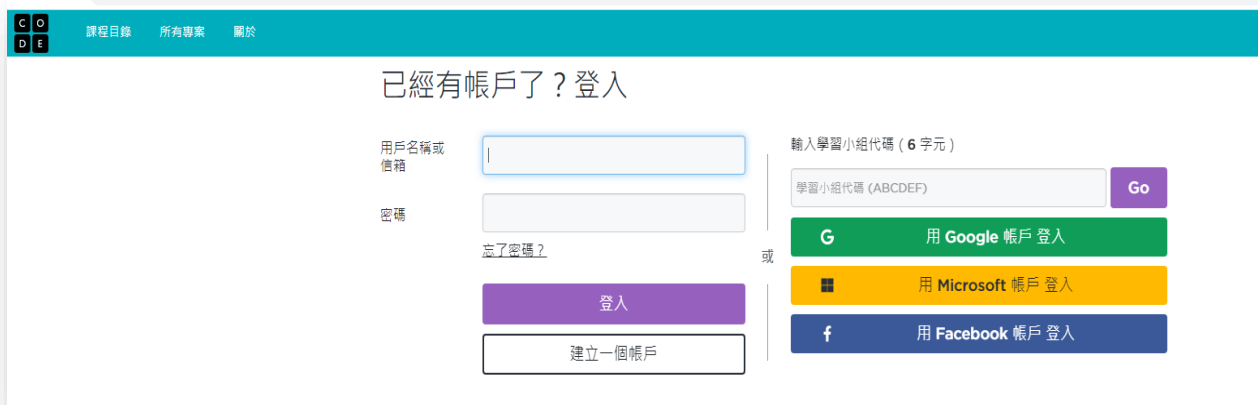 C O
D E
課程目錄 所有專案 關於
已經有帳戶了？登入
用戶名稱或
信箱
密碼
忘了密碼？
登入
建立一個帳戶
或
輸入學習小組代碼（6 字元）
學習小組代碼 (ABCDEF)
Go
G 用 Google 帳戶 登入
用 Microsoft 帳戶 登入
f 用 Facebook 帳戶 登入